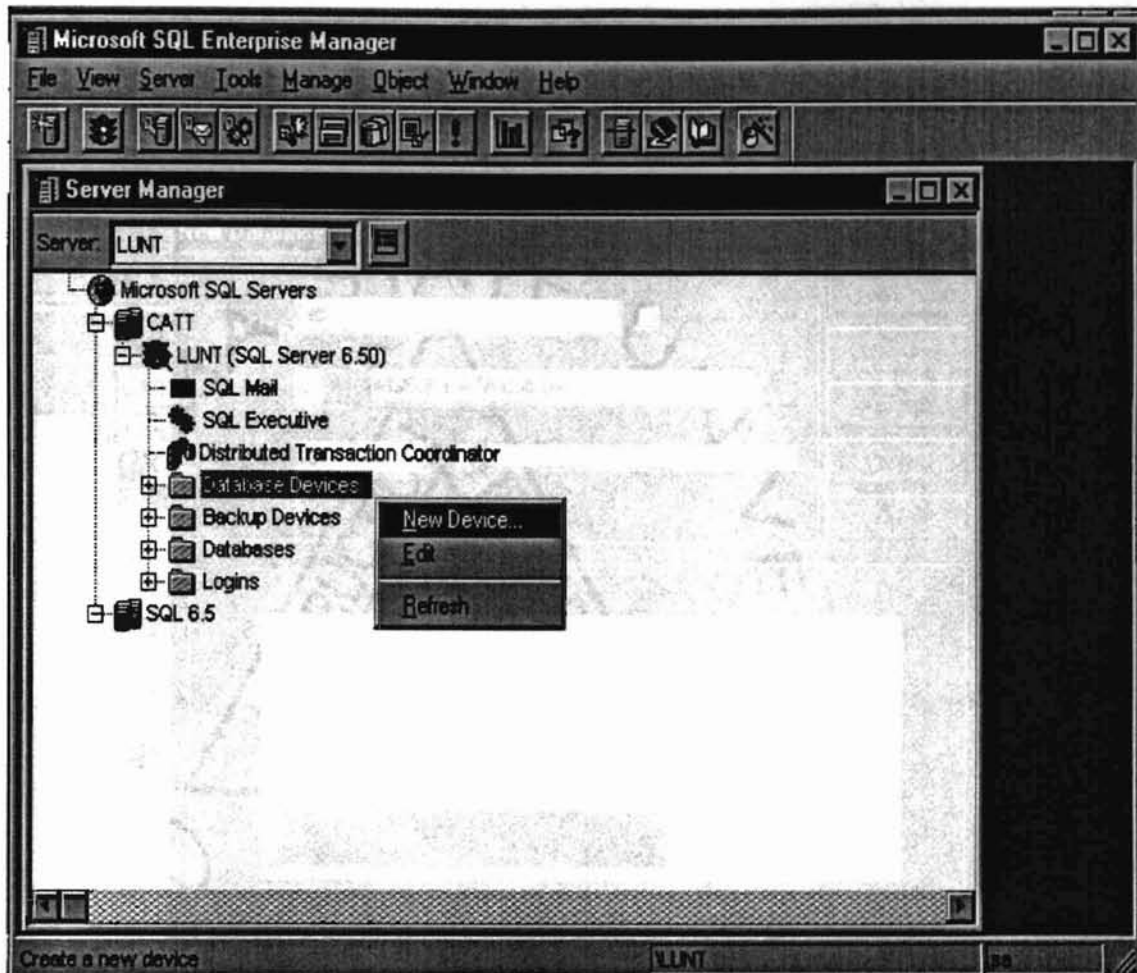 Microsoft SQL Enterprise Manager
File View Server Tools Manage Object Window Help
Server Manager
Server: LUNT
Microsoft SQL Servers
CATT
LUNT (SQL Server 6.50)
SQL Mail
SQL Executive
Distributed Transaction Coordinator
Database Devices
Backup Devices
Databases
Logins
SQL 6.5
New Device...
Edit
Refresh
Create a new device \\LUNT sa